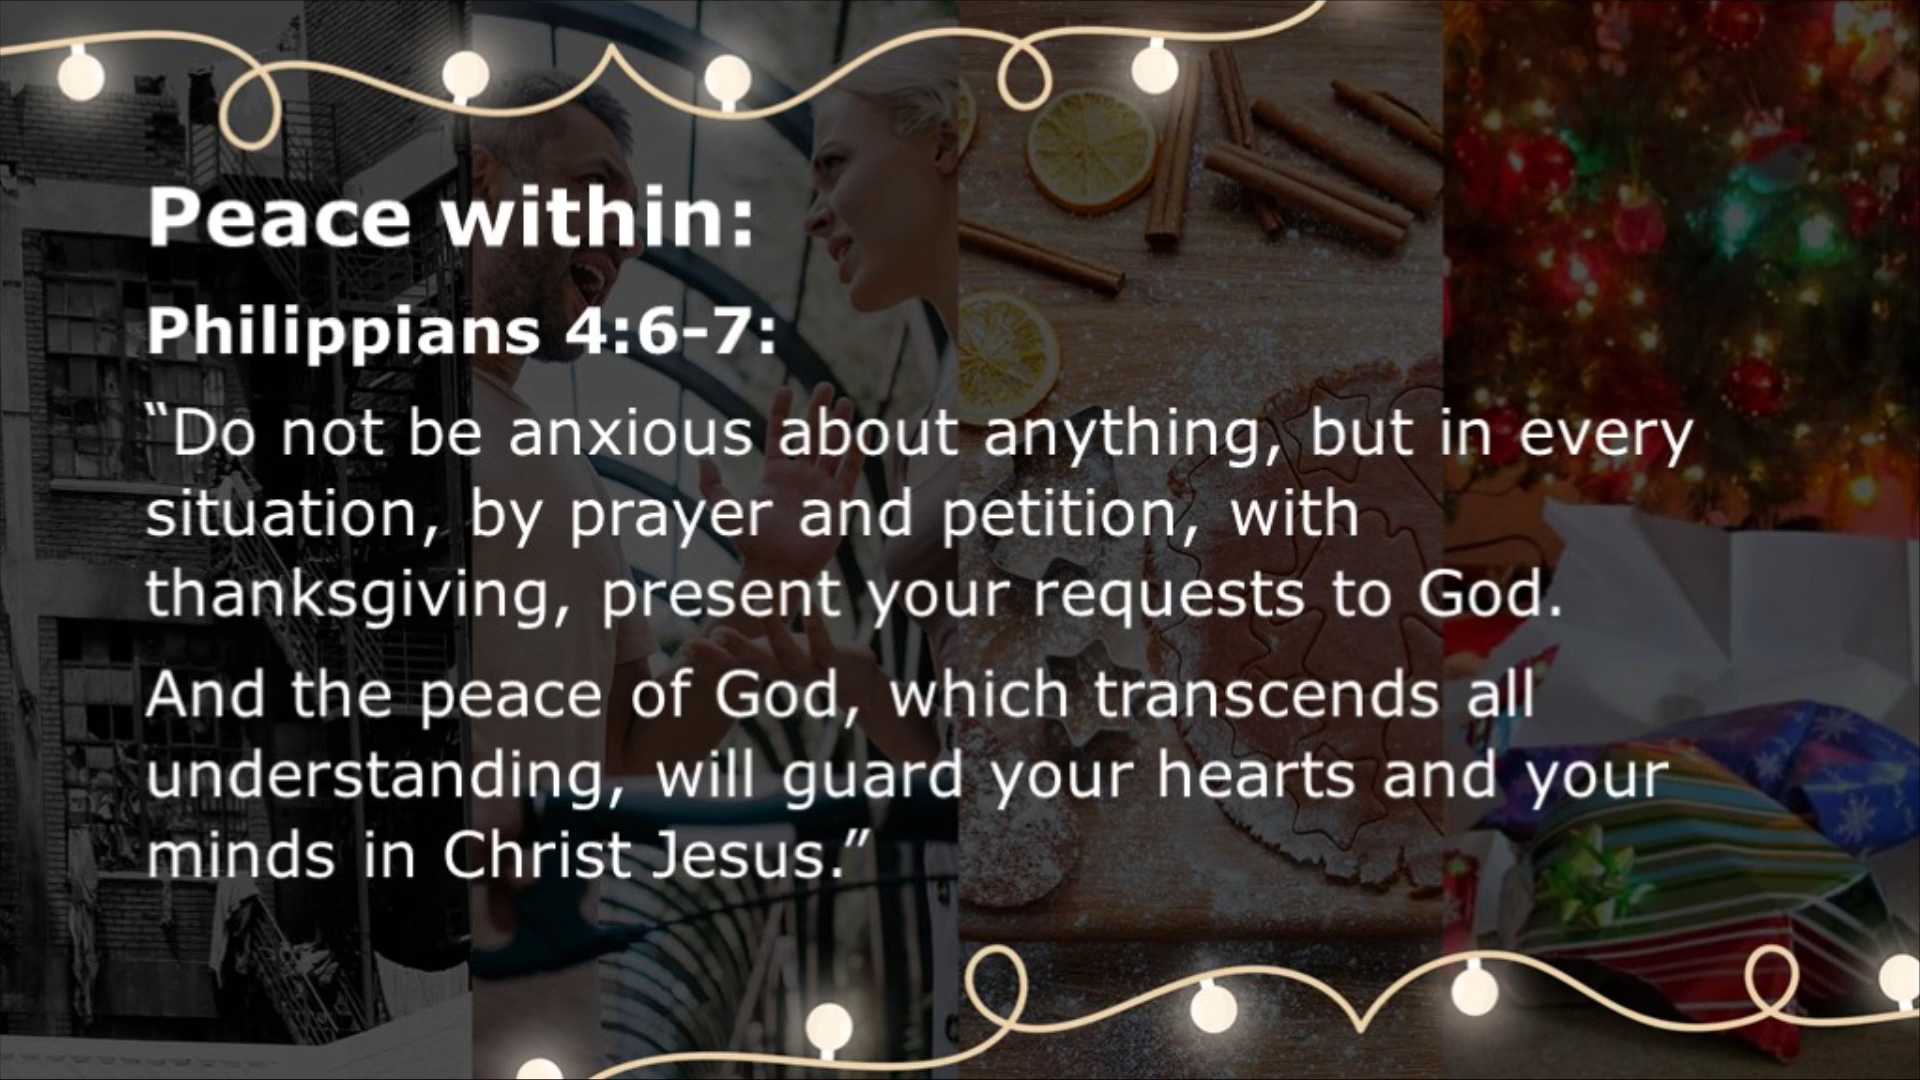 Peace within:
Philippians 4:6-7:
“Do not be anxious about anything, but in every
situation, by prayer and petition, with
thanksgiving, present your requests to God.
And the peace of God, which transcends all
understanding, will guard your hearts and your
minds in Christ Jesus.”